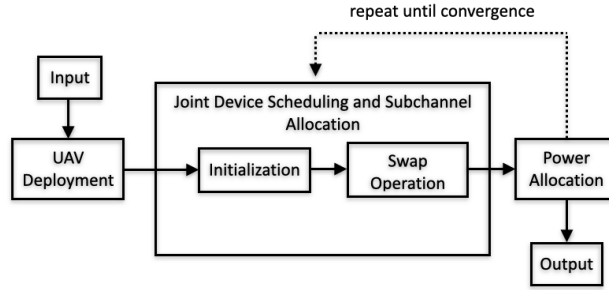 repeat until convergence
Input
Joint Device Scheduling and Subchannel
Allocation
UAV
Deployment
Initialization
Swap
Operation
Power
Allocation
Output